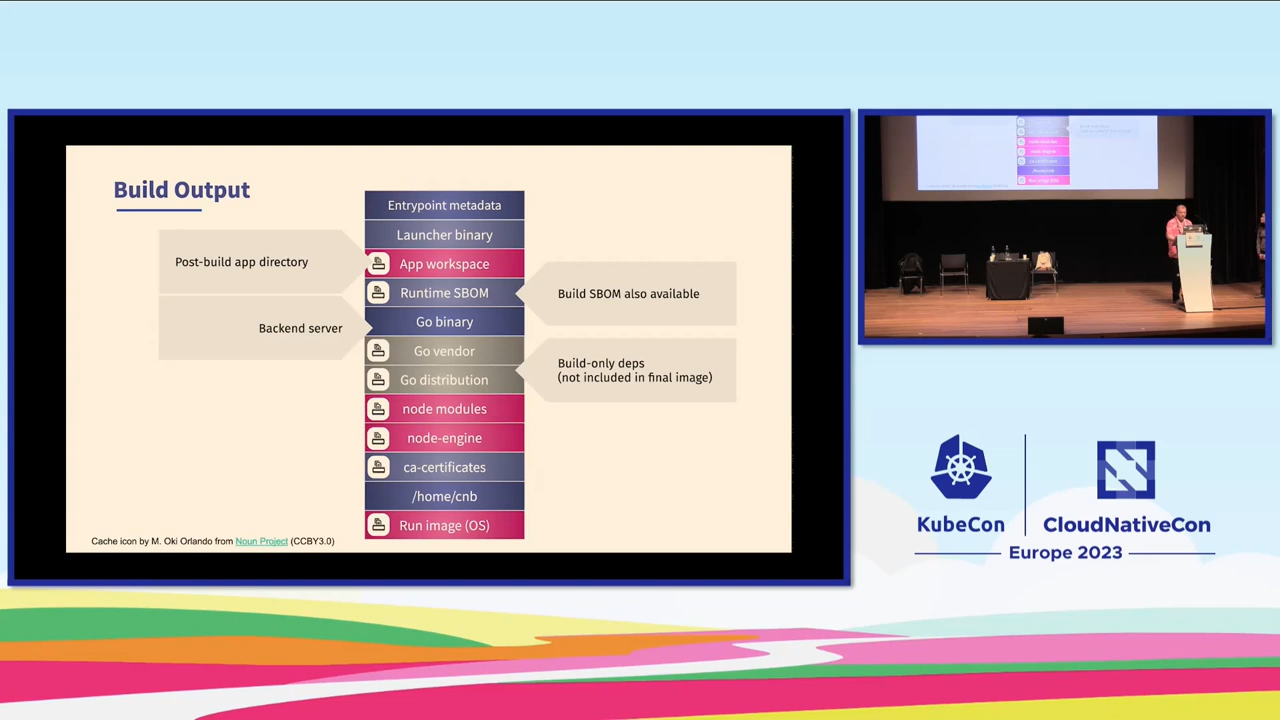 Build Output
Entrypoint metadata
Launcher binary
App workspace
Runtime SBOM
Go binary
Go vendor
Go distribution
node modules
node-engine
ca-certificates
/home/cnb
Run image (OS)
Post-build app directory
Backend server
Build SBOM also available
Build-only deps
(not included in final image)
Cache icon by M. Oki Orlando from Noun Project (CCBY3.0)
KubeCon
CloudNativeCon
Europe 2023